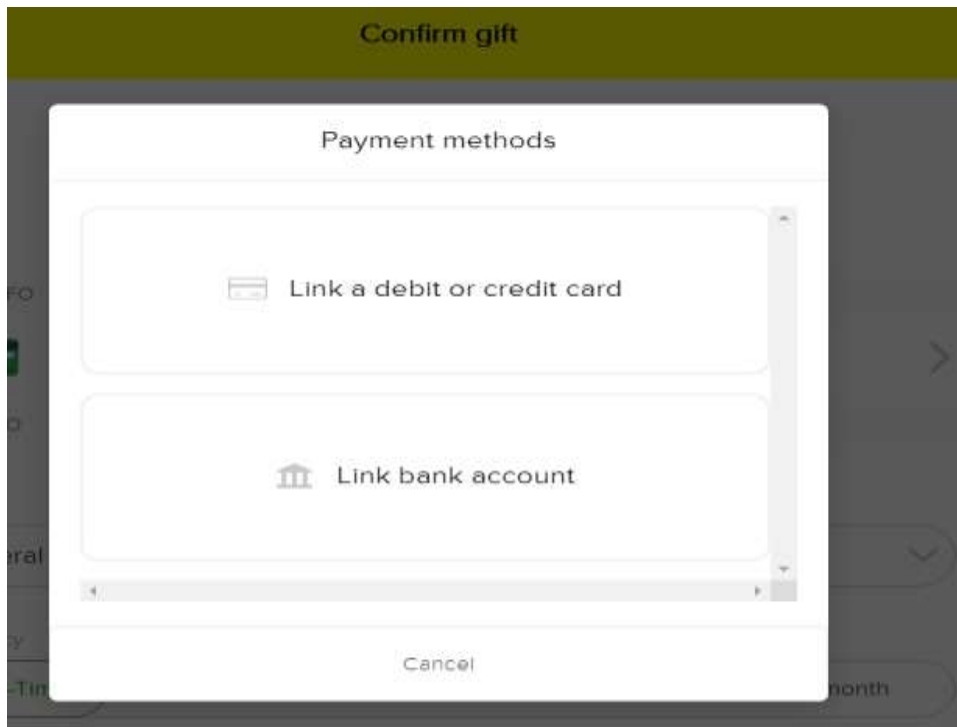 Confirm gift
Payment methods
Link a debit or credit card
Link bank account
Cancel
month